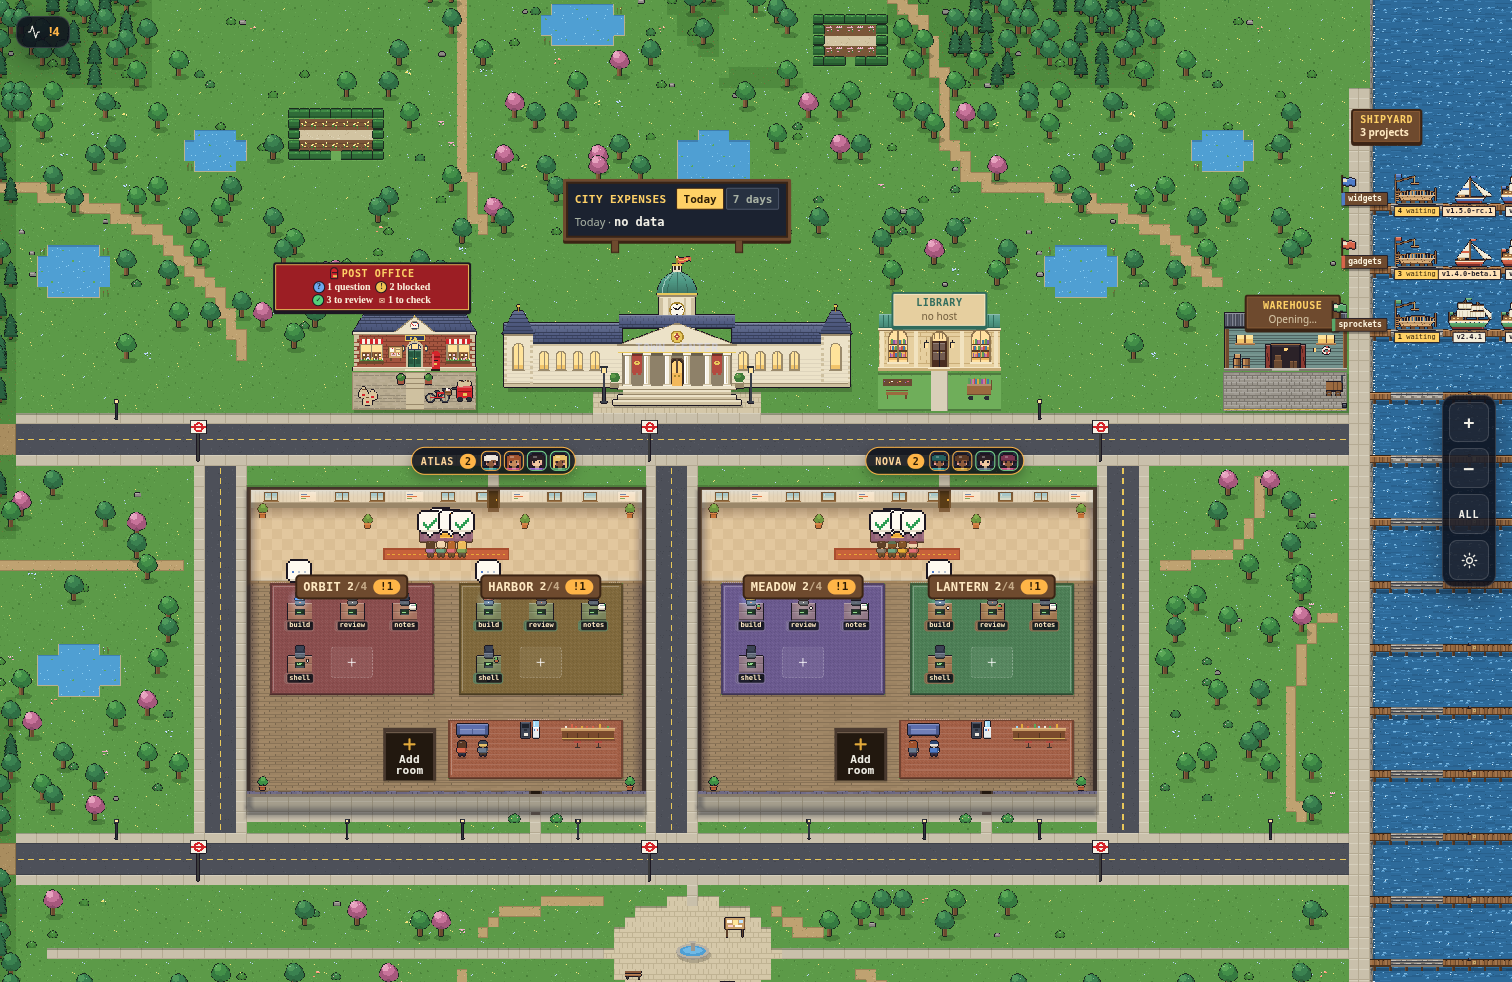 !4
SHIPYARD
3 projects
CITY EXPENSES Today 7 days
Today · no data
widgets
4 waiting v1.5.0-rc.1
gadgets
3 waiting v1.4.0-beta.1
sprockets
1 waiting v2.4.1
POST OFFICE
? 1 question ! 2 blocked
3 to review 1 to check
LIBRARY
no host
WAREHOUSE
Opening...
+
−
ALL
ATLAS 2
NOVA 2
ORBIT 2/4 !1
HARBOR 2/4 !1
MEADOW 2/4 !1
LANTERN 2/4 !1
build review notes
build review notes
build review notes
build review notes
shell +
shell +
shell +
shell +
+
Add
room
+
Add
room